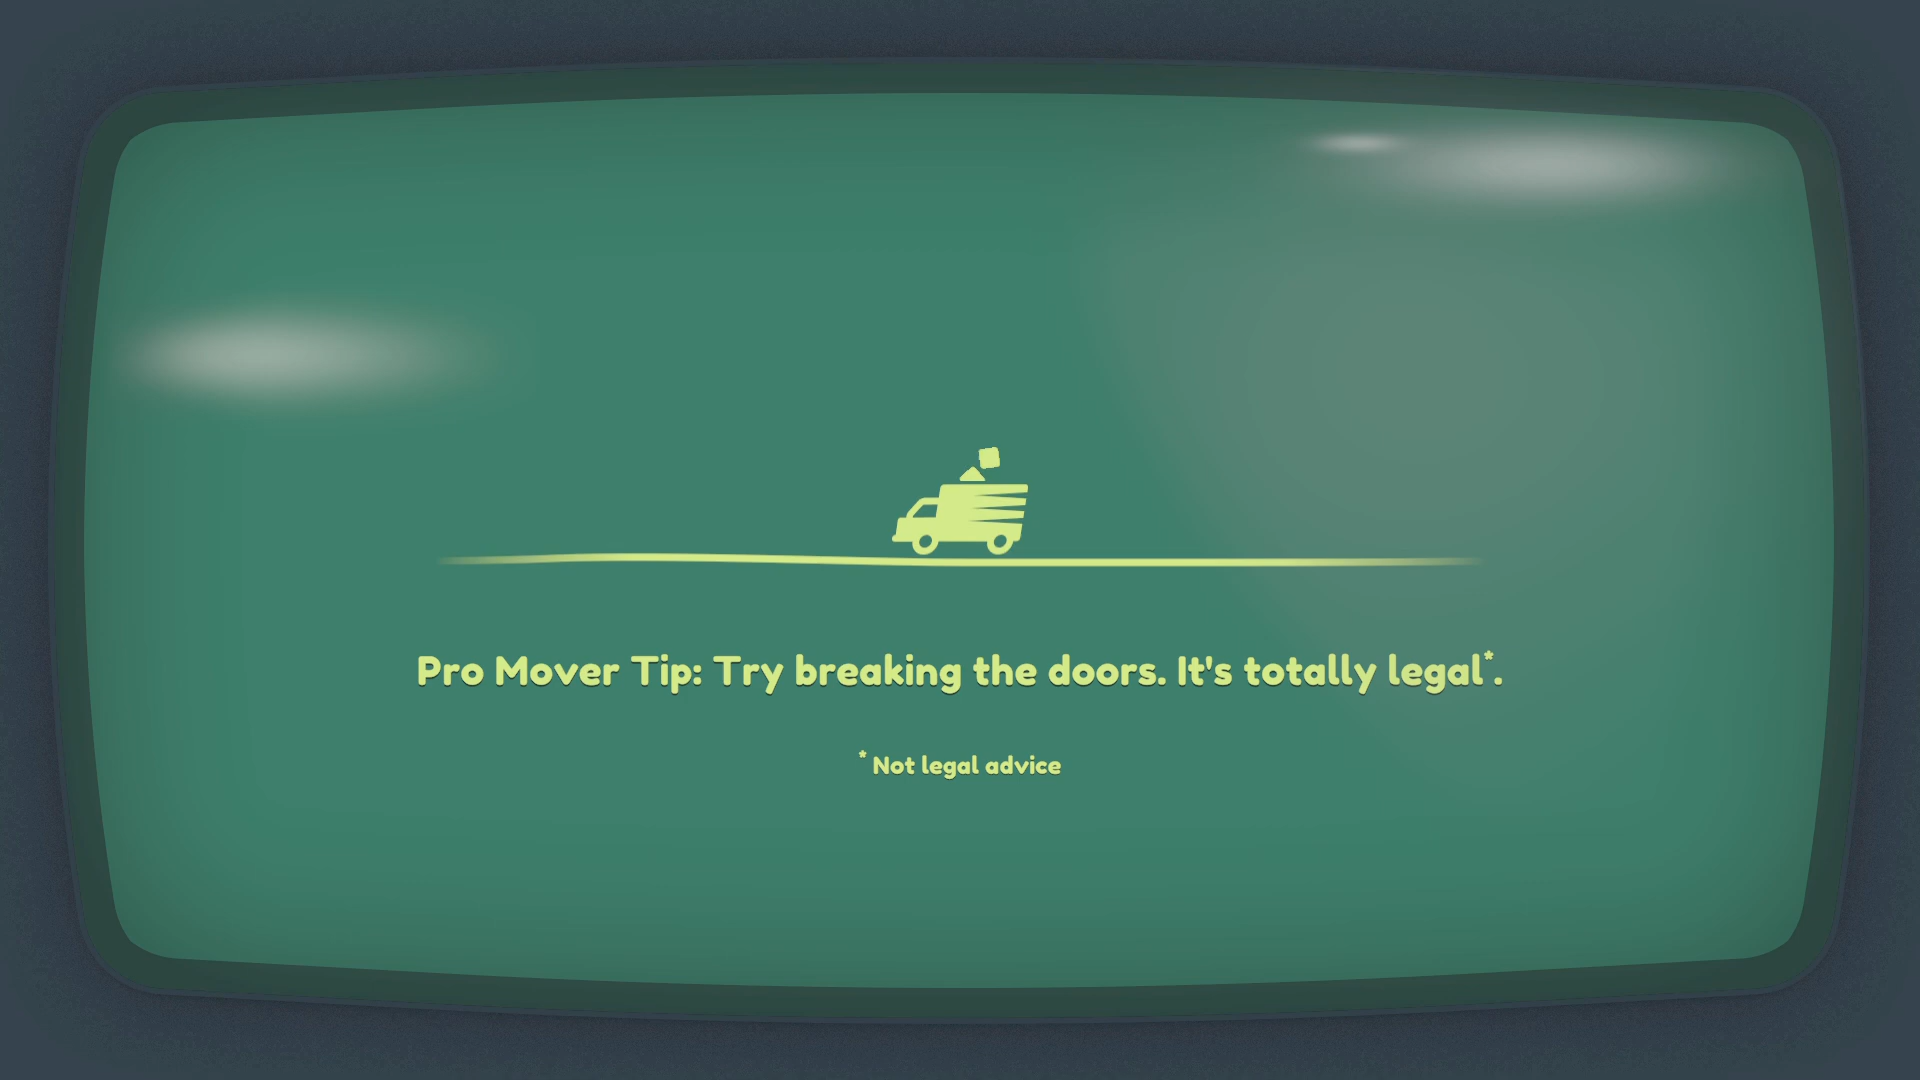 Pro Mover Tip: Try breaking the doors. It's totally legal*.
* Not legal advice